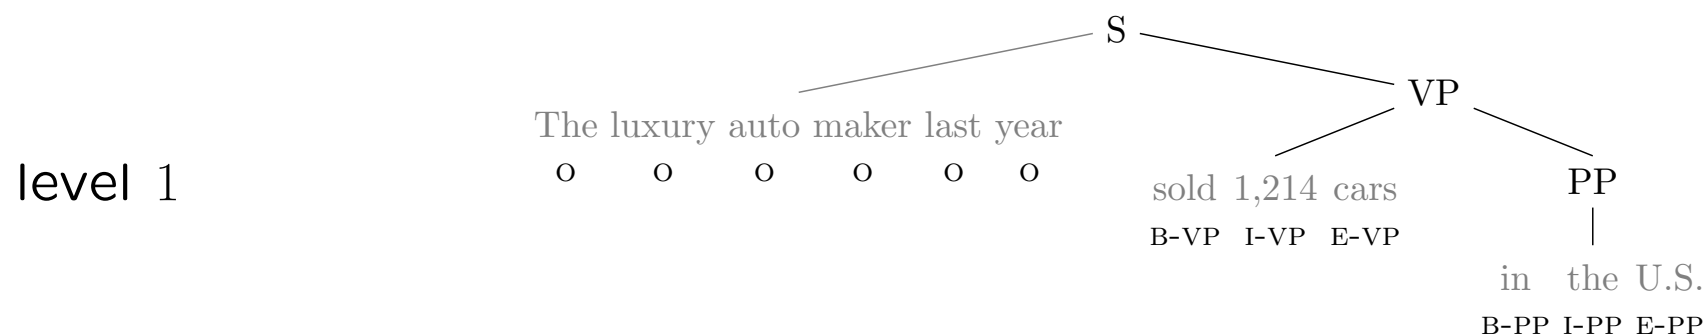 S
VP
The luxury auto maker last year
O O O O O O
level 1
PP
sold 1,214 cars
B-VP I-VP E-VP
in the U.S.
B-PP I-PP E-PP